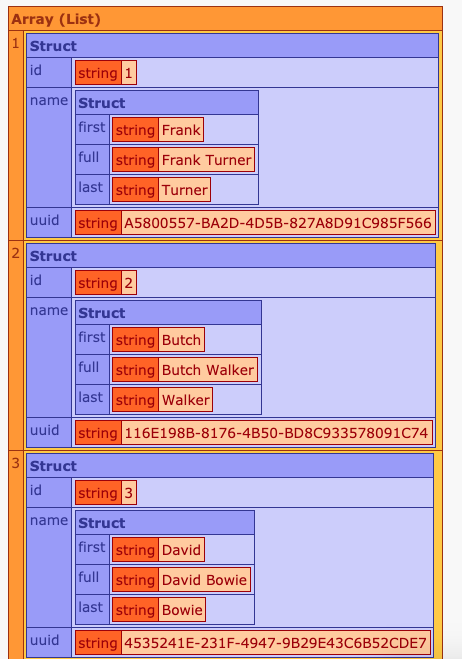 Array (List)
1 Struct
id string 1
name Struct
first string Frank
full string Frank Turner
last string Turner
uuid string A5800557-BA2D-4D5B-827A8D91C985F566
2 Struct
id string 2
name Struct
first string Butch
full string Butch Walker
last string Walker
uuid string 116E198B-8176-4B50-BD8C933578091C74
3 Struct
id string 3
name Struct
first string David
full string David Bowie
last string Bowie
uuid string 4535241E-231F-4947-9B29E43C6B52CDE7